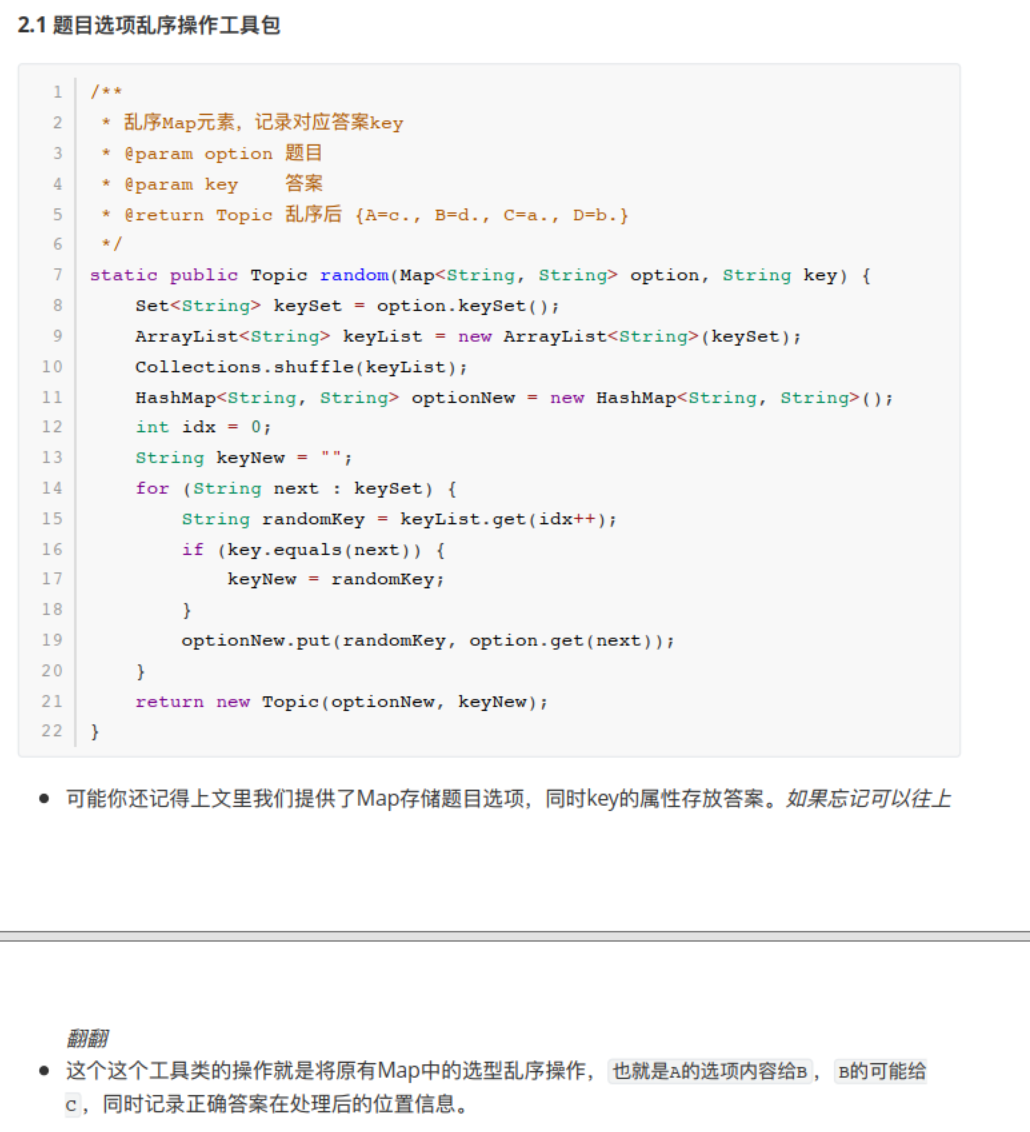 2.1 题目选项乱序操作工具包
1 /**
2  * 乱序Map元素，记录对应答案key
3  * @param option 题目
4  * @param key    答案
5  * @return Topic 乱序后 {A=c., B=d., C=a., D=b.}
6  */
7 static public Topic random(Map<String, String> option, String key) {
8     Set<String> keySet = option.keySet();
9     ArrayList<String> keyList = new ArrayList<String>(keySet);
10     Collections.shuffle(keyList);
11     HashMap<String, String> optionNew = new HashMap<String, String>();
12     int idx = 0;
13     String keyNew = "";
14     for (String next : keySet) {
15         String randomKey = keyList.get(idx++);
16         if (key.equals(next)) {
17             keyNew = randomKey;
18         }
19         optionNew.put(randomKey, option.get(next));
20     }
21     return new Topic(optionNew, keyNew);
22 }
● 可能你还记得上文里我们提供了Map存储题目选项，同时key的属性存放答案。如果忘记可以往上
翻翻
● 这个这个工具类的操作就是将原有Map中的选型乱序操作， 也就是A的选项内容给B ， B的可能给
C ，同时记录正确答案在处理后的位置信息。